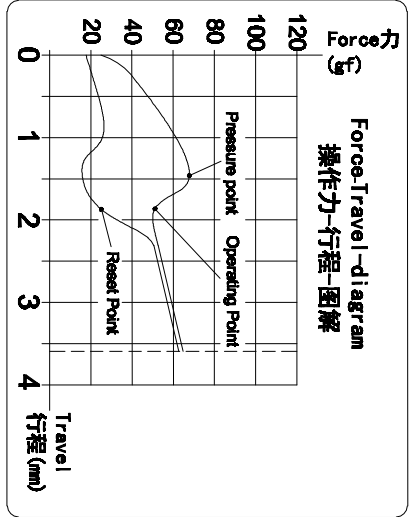 Force-Travel-diagram
操作力-行程-图解
Force力
(gf)
120
100
80
60
40
20
0
1
2
3
4
Pressure point
Operating Point
Reset Point
Travel
行程(mm)